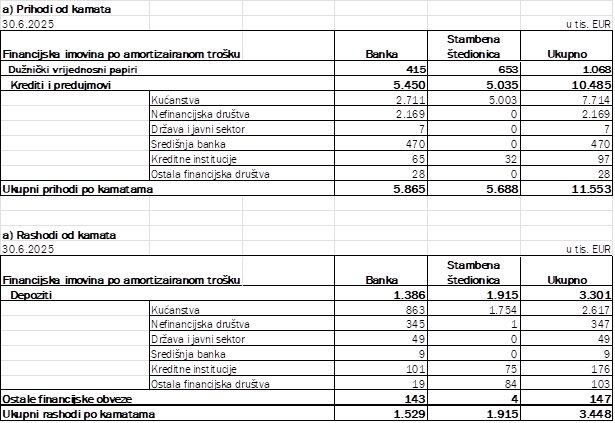 a) Prihodi od kamata
30.6.2025 u tis. EUR
Financijska imovina po amortizairanom trošku Banka Stambena štedionica Ukupno
Dužnički vrijednosni papiri 415 653 1.068
Krediti i predujmovi 5.450 5.035 10.485
Kućanstva 2.711 5.003 7.714
Nefinancijska društva 2.169 0 2.169
Država i javni sektor 7 0 7
Središnja banka 470 0 470
Kreditne institucije 65 32 97
Ostala financijska društva 28 0 28
Ukupni prihodi po kamatama 5.865 5.688 11.553
a) Rashodi od kamata
30.6.2025 u tis. EUR
Financijska imovina po amortizairanom trošku Banka Stambena štedionica Ukupno
Depoziti 1.386 1.915 3.301
Kućanstva 863 1.754 2.617
Nefinancijska društva 345 1 347
Država i javni sektor 49 0 49
Središnja banka 9 0 9
Kreditne institucije 101 75 176
Ostala financijska društva 19 84 103
Ostale financijske obveze 143 4 147
Ukupni rashodi po kamatama 1.529 1.915 3.448